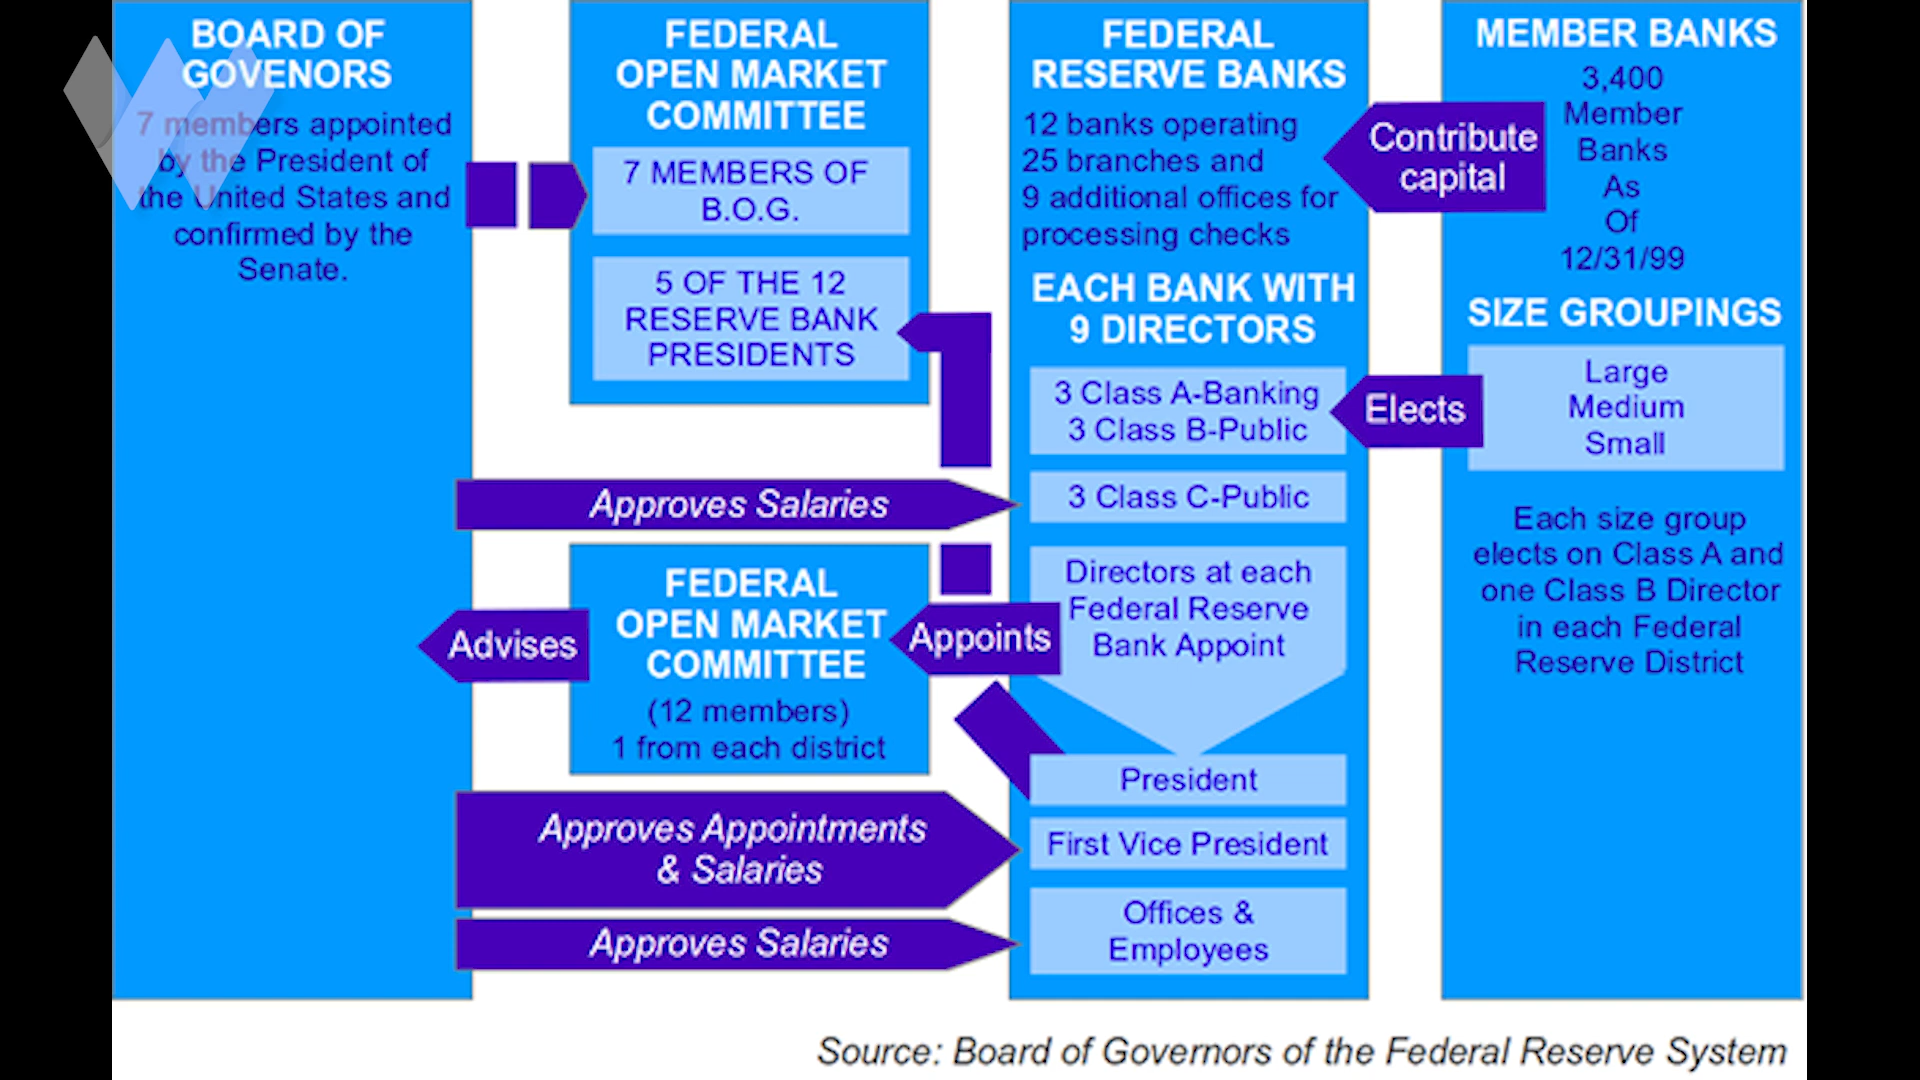 BOARD OF
GOVENORS
7 members appointed
by the President of
the United States and
confirmed by the
Senate.
FEDERAL
OPEN MARKET
COMMITTEE
7 MEMBERS OF
B.O.G.
5 OF THE 12
RESERVE BANK
PRESIDENTS
Approves Salaries
FEDERAL
OPEN MARKET
COMMITTEE
(12 members)
1 from each district
Advises
Appoints
Approves Appointments
& Salaries
Approves Salaries
FEDERAL
RESERVE BANKS
12 banks operating
25 branches and
9 additional offices for
processing checks
EACH BANK WITH
9 DIRECTORS
3 Class A-Banking
3 Class B-Public
3 Class C-Public
Directors at each
Federal Reserve
Bank Appoint
President
First Vice President
Offices &
Employees
Contribute
capital
Elects
MEMBER BANKS
3,400
Member
Banks
As
Of
12/31/99
SIZE GROUPINGS
Large
Medium
Small
Each size group
elects on Class A and
one Class B Director
in each Federal
Reserve District
Source: Board of Governors of the Federal Reserve System